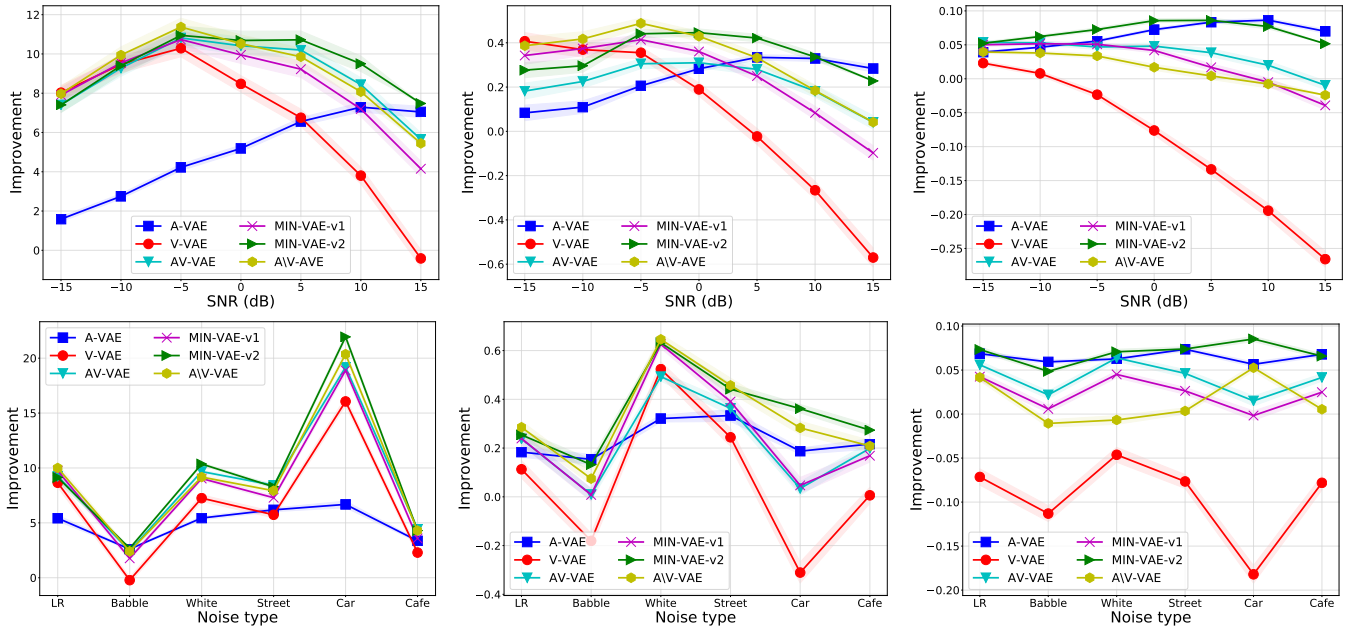 12
10
8
6
4
2
0
Improvement
−15 −10 −5 0 5 10 15
SNR (dB)
A-VAE MIN-VAE-v1
V-VAE MIN-VAE-v2
AV-VAE A\V-AVE
0.4
0.2
0.0
−0.2
−0.4
−0.6
Improvement
−15 −10 −5 0 5 10 15
SNR (dB)
A-VAE MIN-VAE-v1
V-VAE MIN-VAE-v2
AV-VAE A\V-AVE
0.10
0.05
0.00
−0.05
−0.10
−0.15
−0.20
−0.25
Improvement
−15 −10 −5 0 5 10 15
SNR (dB)
A-VAE MIN-VAE-v1
V-VAE MIN-VAE-v2
AV-VAE A\V-AVE
20
15
10
5
0
Improvement
LR Babble White Street Car Cafe
Noise type
A-VAE MIN-VAE-v1
V-VAE MIN-VAE-v2
AV-VAE A\V-VAE
0.6
0.4
0.2
0.0
−0.2
−0.4
Improvement
LR Babble White Street Car Cafe
Noise type
A-VAE MIN-VAE-v1
V-VAE MIN-VAE-v2
AV-VAE A\V-VAE
0.10
0.05
0.00
−0.05
−0.10
−0.15
−0.20
Improvement
LR Babble White Street Car Cafe
Noise type
A-VAE MIN-VAE-v1
V-VAE MIN-VAE-v2
AV-VAE A\V-VAE